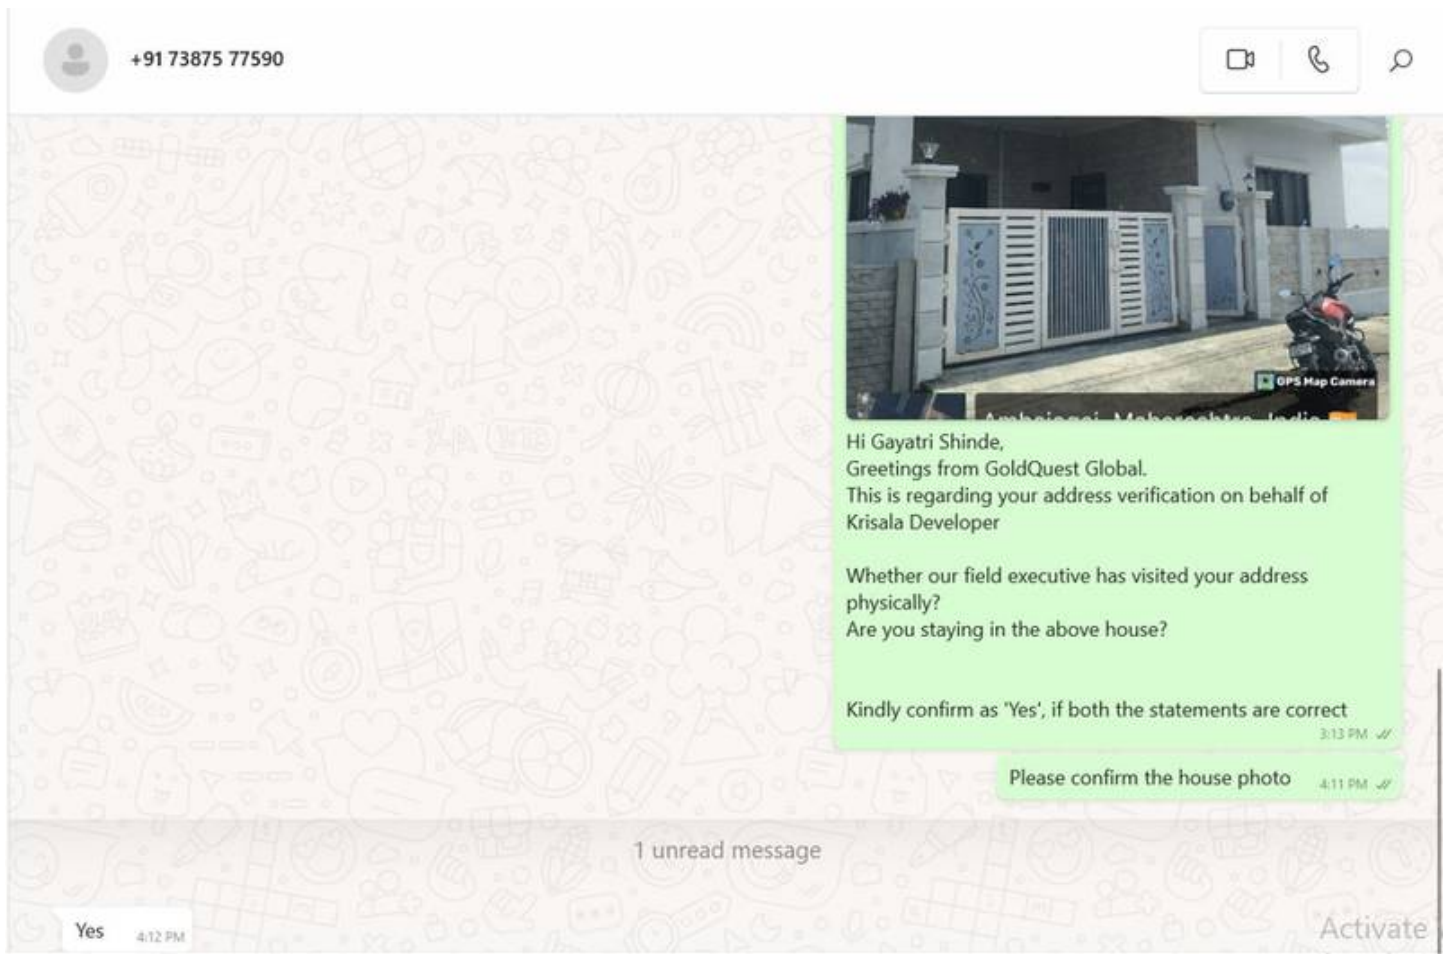 +91 73875 77590
GPS Map Camera
Ambajogai, Maharashtra, India
Hi Gayatri Shinde,
Greetings from GoldQuest Global.
This is regarding your address verification on behalf of
Krisala Developer
Whether our field executive has visited your address
physically?
Are you staying in the above house?
Kindly confirm as 'Yes', if both the statements are correct
3:13 PM
Please confirm the house photo 4:11 PM
1 unread message
Yes 4:12 PM
Activate